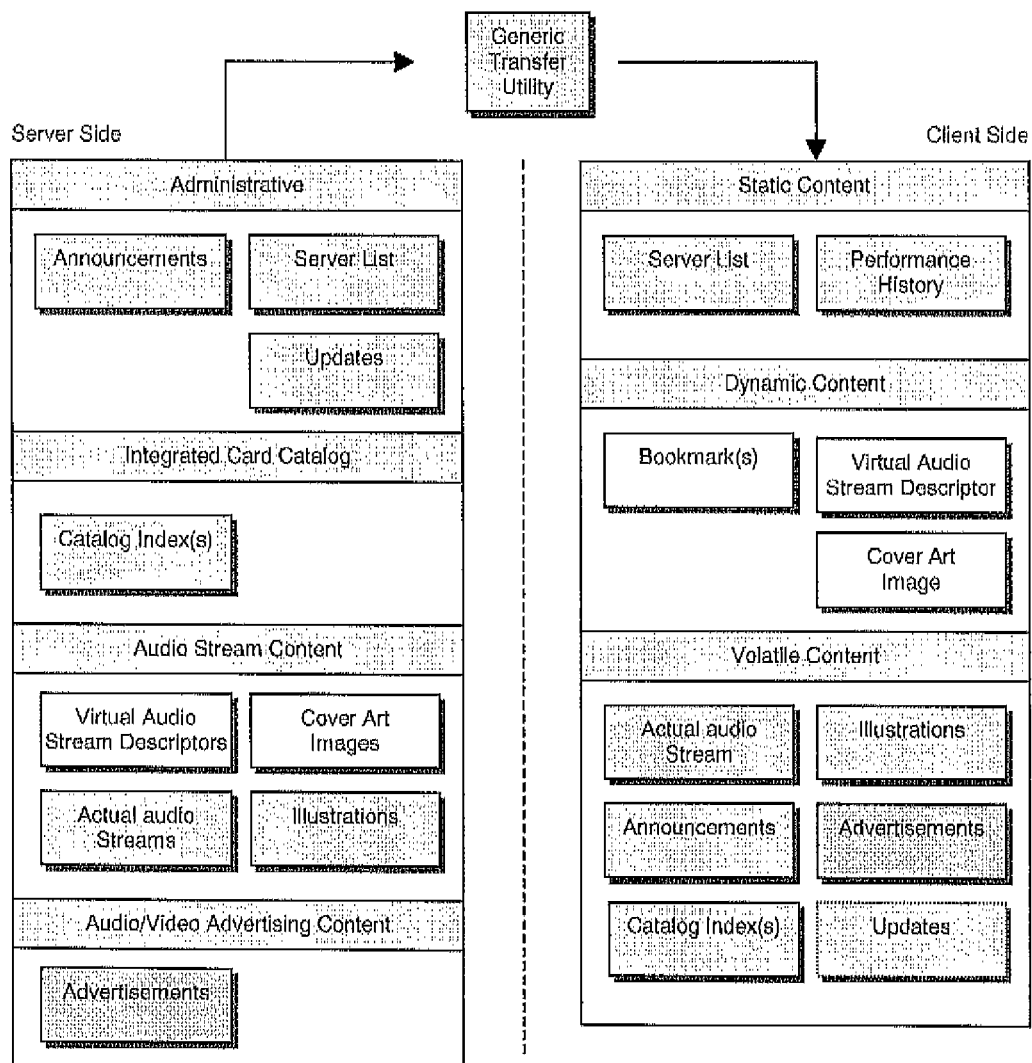 Generic
Transfer
Utility
Server Side
Client Side
Administrative
Announcements
Server List
Updates
Integrated Card Catalog
Catalog Index(s)
Audio Stream Content
Virtual Audio
Stream Descriptors
Cover Art
Images
Actual audio
Streams
Illustrations
Audio/Video Advertising Content
Advertisements
Static Content
Server List
Performance
History
Dynamic Content
Bookmark(s)
Virtual Audio
Stream Descriptor
Cover Art
Image
Volatile Content
Actual audio
Stream
Illustrations
Announcements
Advertisements
Catalog Index(s)
Updates